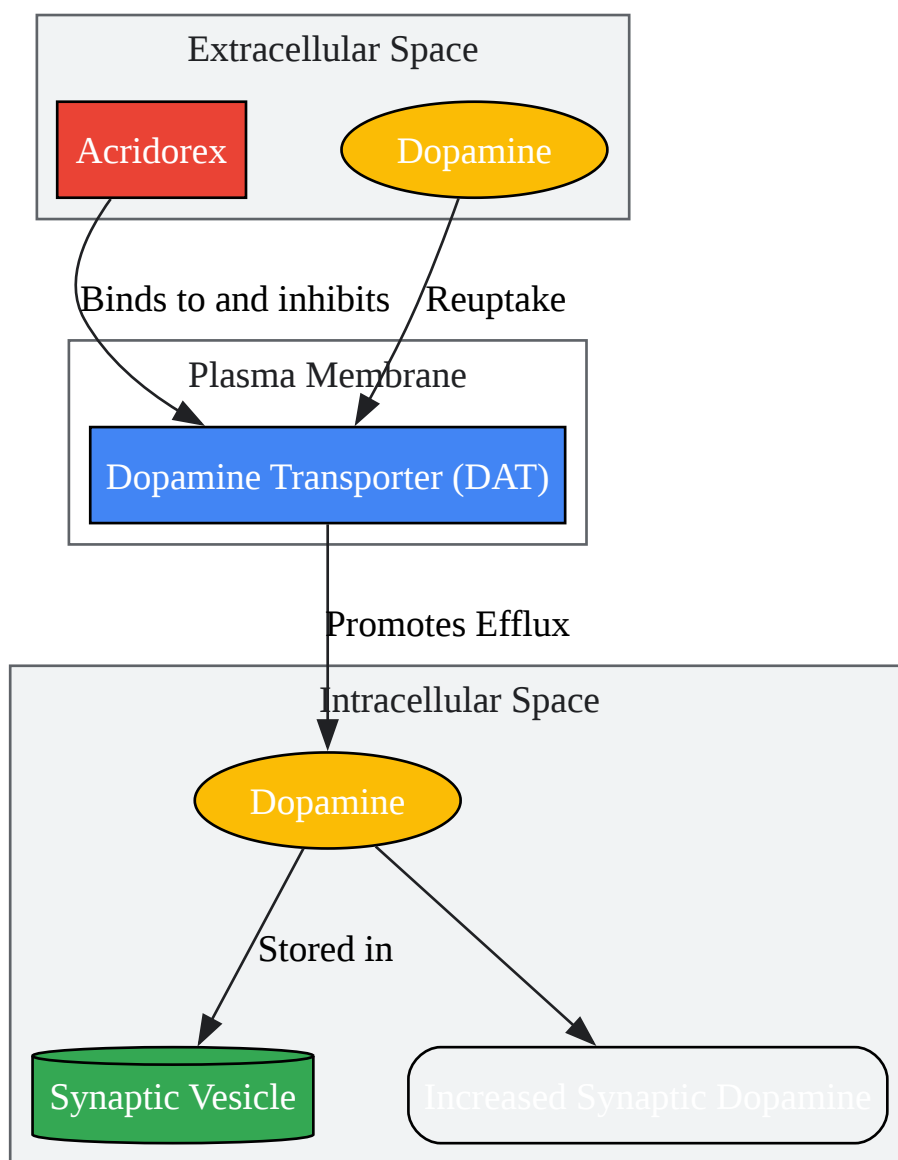 Extracellular Space
Acridorex
Dopamine
Binds to and inhibits
Reuptake
Plasma Membrane
Dopamine Transporter (DAT)
Promotes Efflux
Intracellular Space
Dopamine
Stored in
Synaptic Vesicle
Increased Synaptic Dopamine